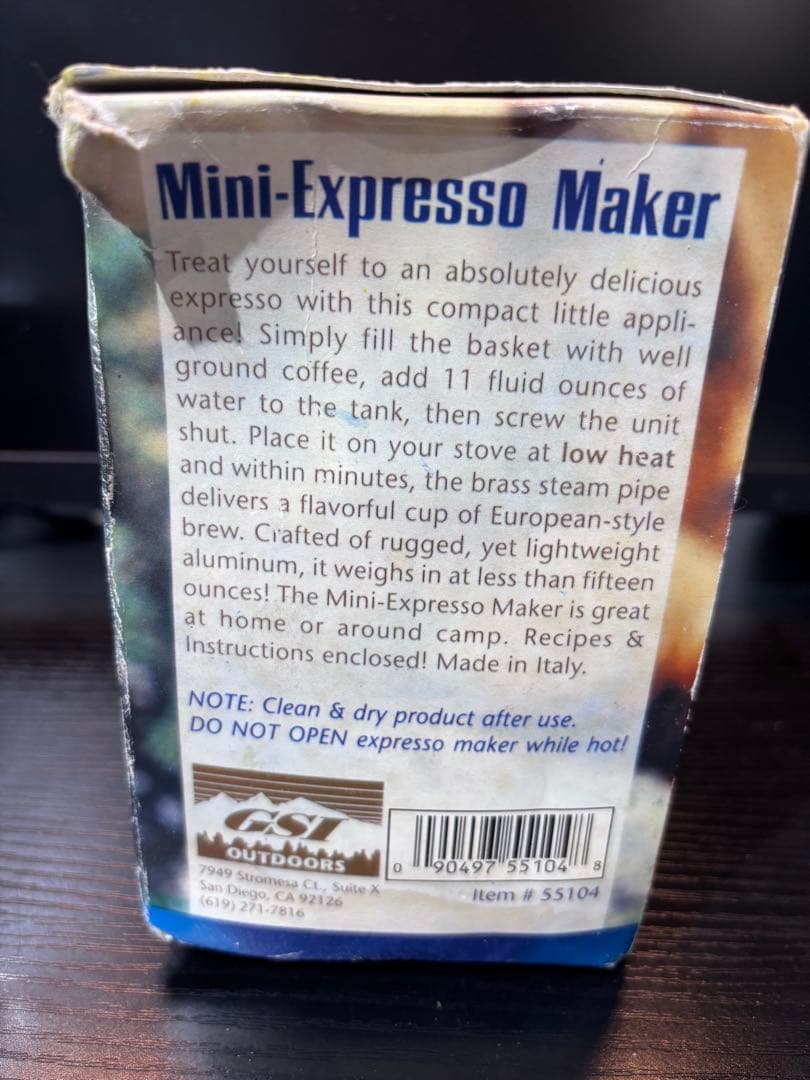 Mini-Expresso Maker
Treat yourself to an absolutely delicious
expresso with this compact little appli-
ance! Simply fill the basket with well
ground coffee, add 11 fluid ounces of
water to the tank, then screw the unit
shut. Place it on your stove at low heat
and within minutes, the brass steam pipe
delivers a flavorful cup of European-style
brew. Crafted of rugged, yet lightweight
aluminum, it weighs in at less than fifteen
ounces! The Mini-Expresso Maker is great
at home or around camp. Recipes &
Instructions enclosed! Made in Italy.
NOTE: Clean & dry product after use.
DO NOT OPEN expresso maker while hot!
GSI
OUTDOORS
7949 Stromesa Ct., Suite X
San Diego, CA 92126
(619) 271-7816
0 90497 55104 8
Item # 55104